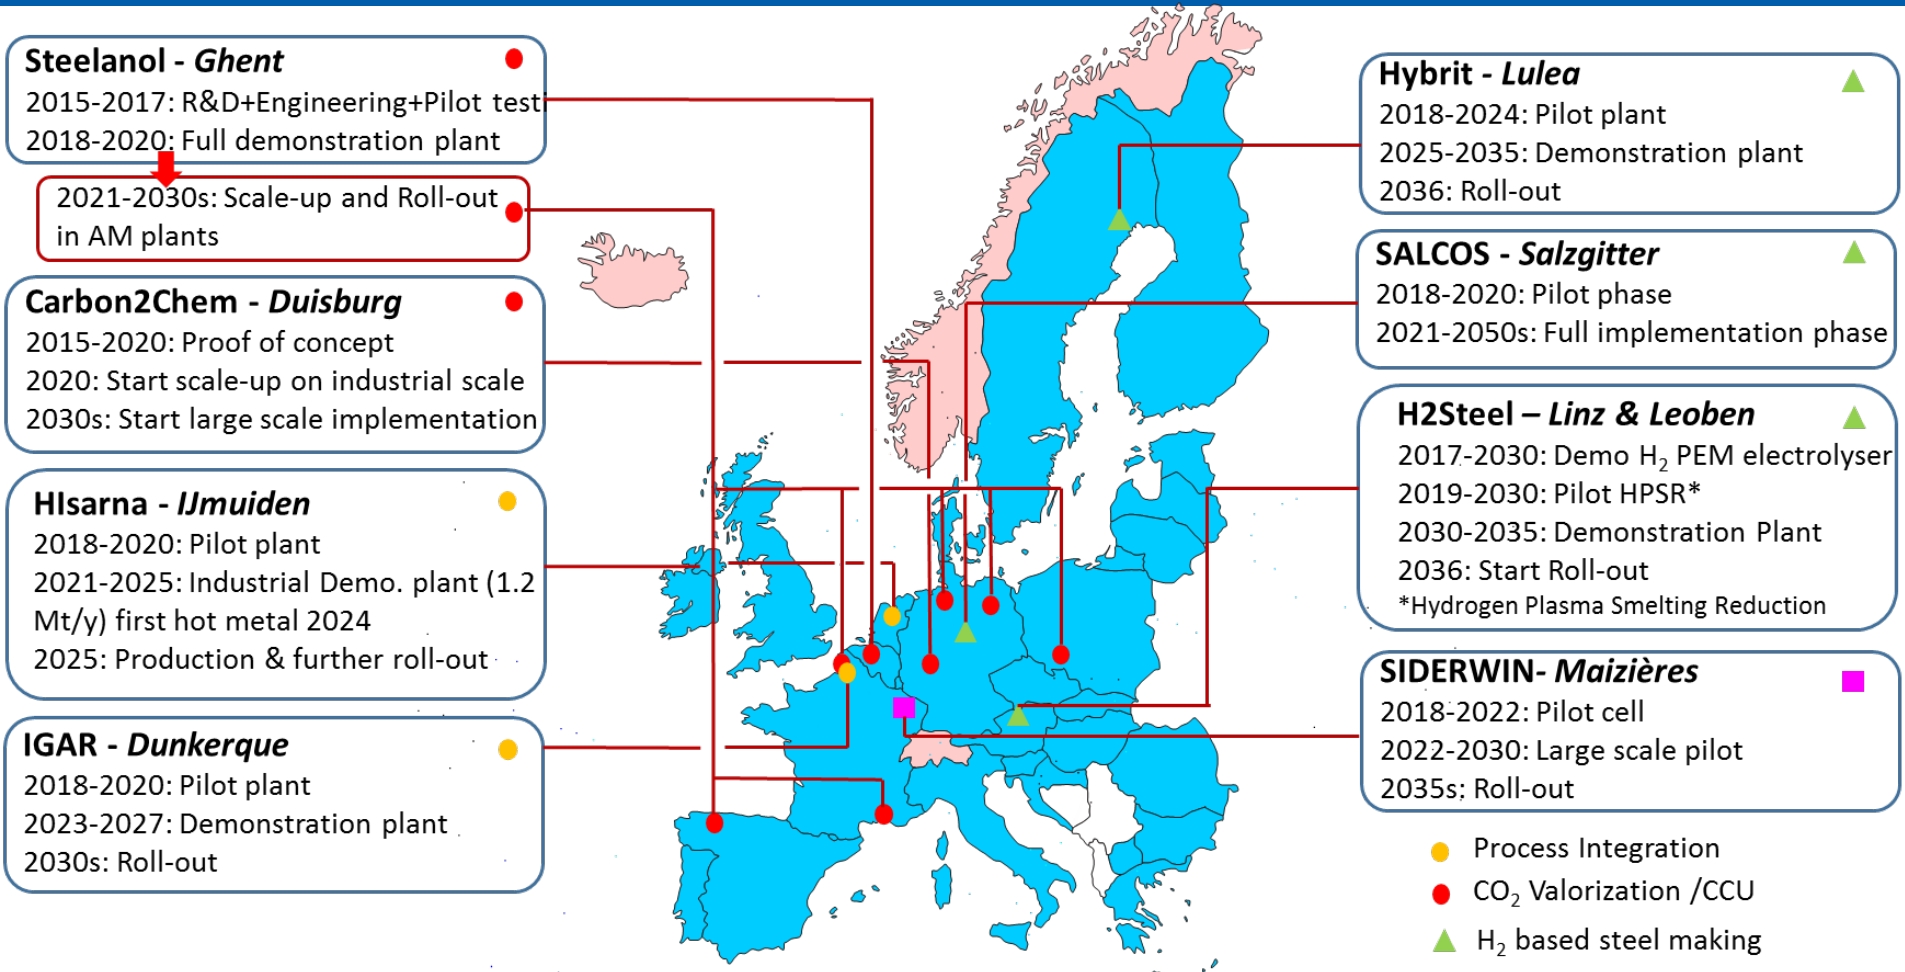 Steelanol - Ghent
2015-2017: R&D+Engineering+Pilot test
2018-2020: Full demonstration plant
2021-2030s: Scale-up and Roll-out
in AM plants
Carbon2Chem - Duisburg
2015-2020: Proof of concept
2020: Start scale-up on industrial scale
2030s: Start large scale implementation
HIsarna - IJmuiden
2018-2020: Pilot plant
2021-2025: Industrial Demo. plant (1.2
Mt/y) first hot metal 2024
2025: Production & further roll-out
IGAR - Dunkerque
2018-2020: Pilot plant
2023-2027: Demonstration plant
2030s: Roll-out
Hybrit - Lulea
2018-2024: Pilot plant
2025-2035: Demonstration plant
2036: Roll-out
SALCOS - Salzgitter
2018-2020: Pilot phase
2021-2050s: Full implementation phase
H2Steel – Linz & Leoben
2017-2030: Demo H₂ PEM electrolyser
2019-2030: Pilot HPSR*
2030-2035: Demonstration Plant
2036: Start Roll-out
*Hydrogen Plasma Smelting Reduction
SIDERWIN- Maizières
2018-2022: Pilot cell
2022-2030: Large scale pilot
2035s: Roll-out
Process Integration
CO₂ Valorization /CCU
H₂ based steel making